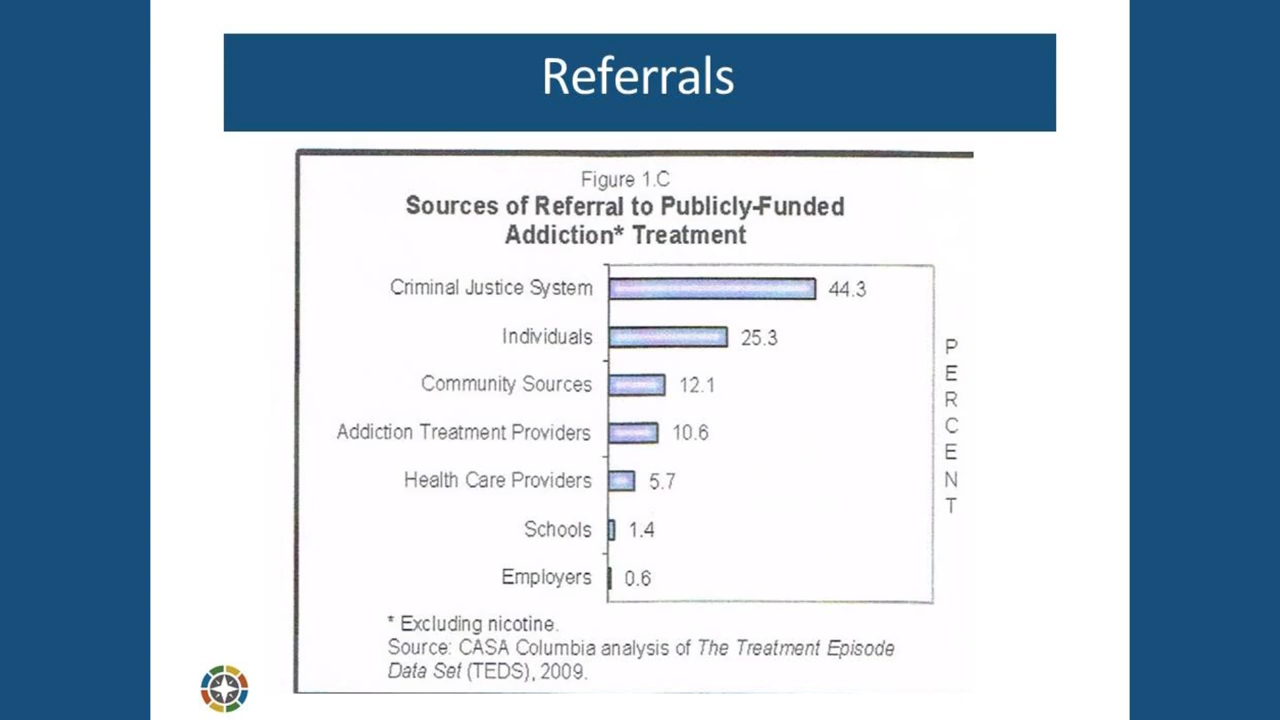 Referrals
Figure 1.C
Sources of Referral to Publicly-Funded
Addiction* Treatment
Criminal Justice System 44.3
Individuals 25.3
Community Sources 12.1
Addiction Treatment Providers 10.6
Health Care Providers 5.7
Schools 1.4
Employers 0.6
PERCENT
* Excluding nicotine.
Source: CASA Columbia analysis of The Treatment Episode
Data Set (TEDS), 2009.